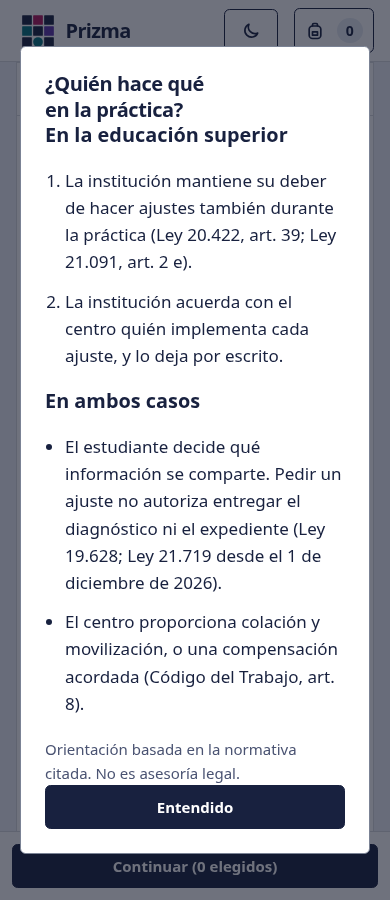 Prizma
0
¿Quién hace qué
en la práctica?
En la educación superior
1. La institución mantiene su deber
de hacer ajustes también durante
la práctica (Ley 20.422, art. 39; Ley
21.091, art. 2 e).
2. La institución acuerda con el
centro quién implementa cada
ajuste, y lo deja por escrito.
En ambos casos
• El estudiante decide qué
información se comparte. Pedir un
ajuste no autoriza entregar el
diagnóstico ni el expediente (Ley
19.628; Ley 21.719 desde el 1 de
diciembre de 2026).
• El centro proporciona colación y
movilización, o una compensación
acordada (Código del Trabajo, art.
8).
Orientación basada en la normativa
citada. No es asesoría legal.
Entendido
Continuar (0 elegidos)